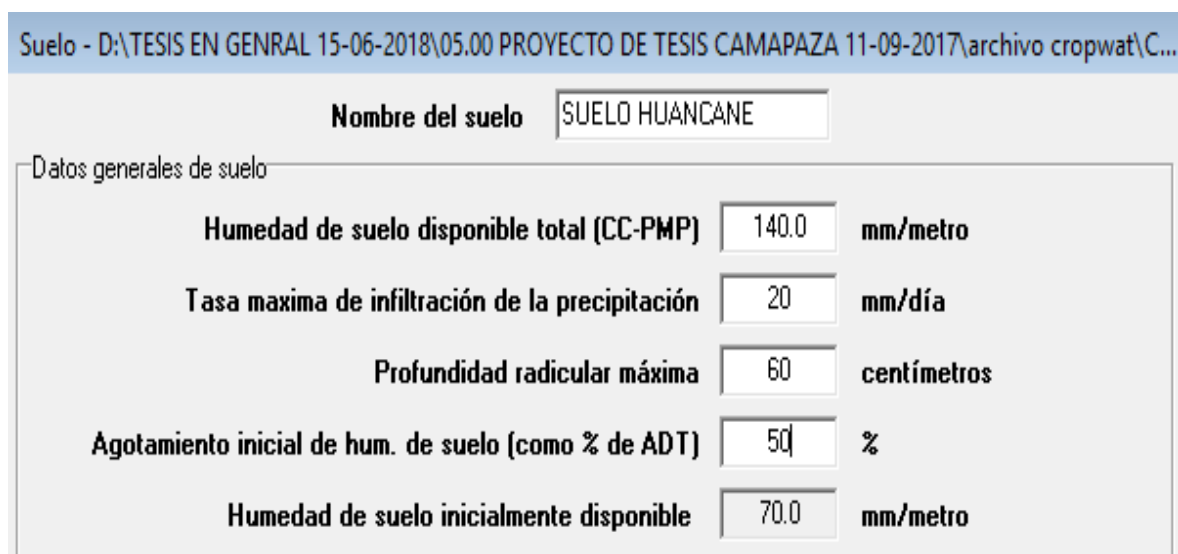 Suelo - D:\TESIS EN GENRAL 15-06-2018\05.00 PROYECTO DE TESIS CAMAPAZA 11-09-2017\archivo cropwat\C...
Nombre del suelo SUELO HUANCANE
Datos generales de suelo
Humedad de suelo disponible total (CC-PMP) 140.0 mm/metro
Tasa maxima de infiltración de la precipitación 20 mm/día
Profundidad radicular máxima 60 centímetros
Agotamiento inicial de hum. de suelo (como % de ADT) 50 %
Humedad de suelo inicialmente disponible 70.0 mm/metro